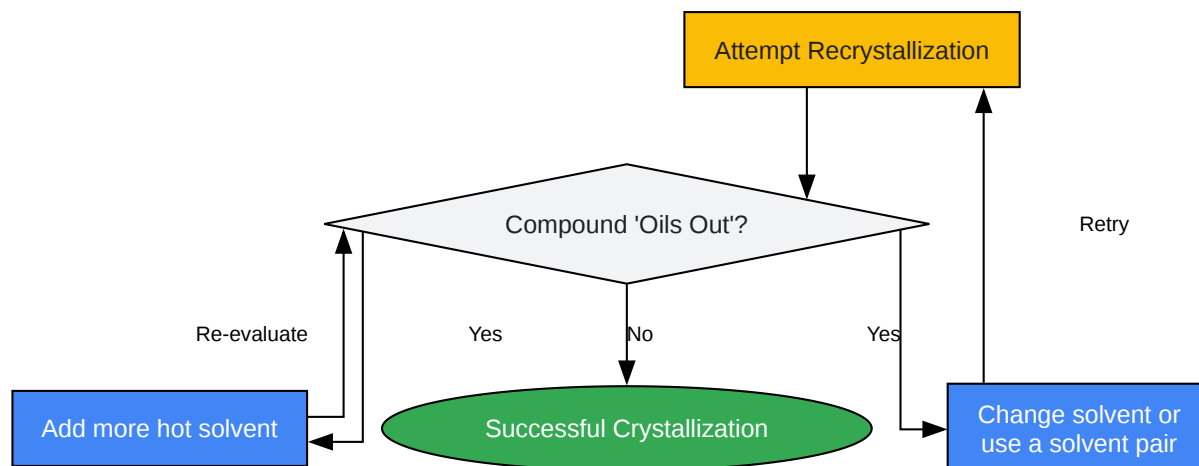 Attempt Recrystallization
Compound 'Oils Out'?
Retry
Re-evaluate
Yes
No
Yes
Add more hot solvent
Successful Crystallization
Change solvent or
use a solvent pair